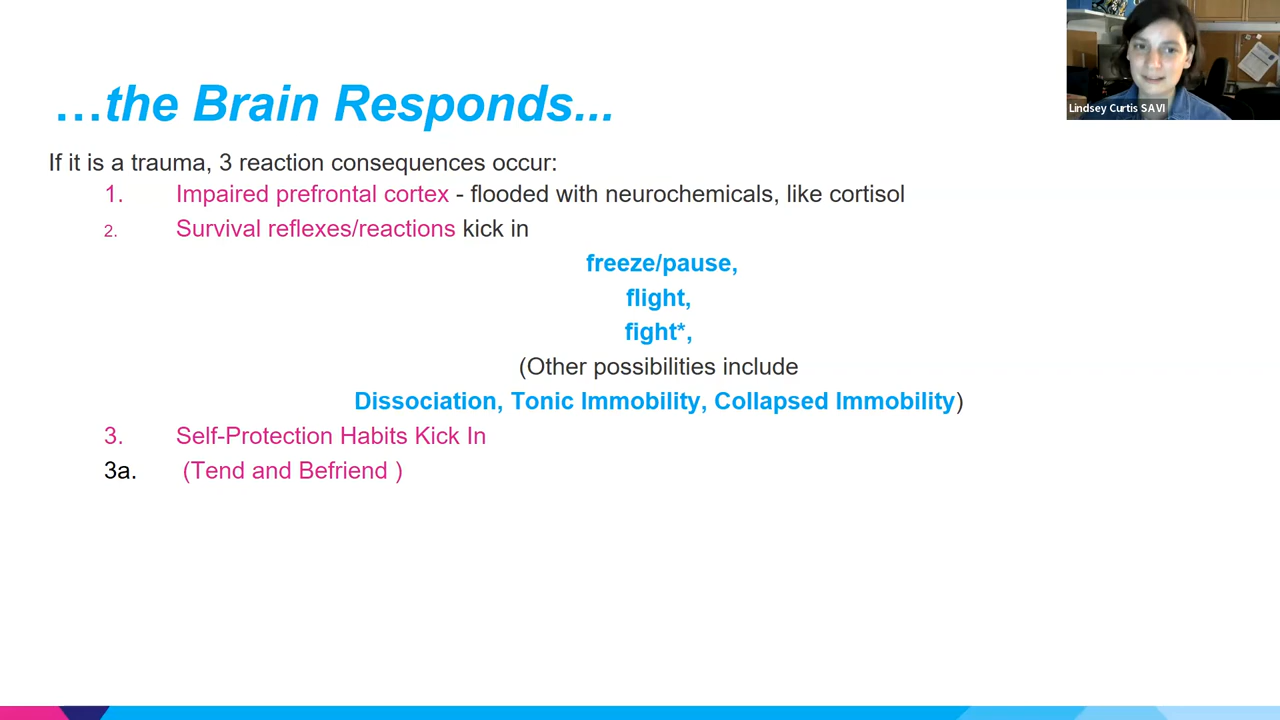 Lindsey Curtis SAVI
…the Brain Responds...
If it is a trauma, 3 reaction consequences occur:
1. Impaired prefrontal cortex - flooded with neurochemicals, like cortisol
2. Survival reflexes/reactions kick in
freeze/pause,
flight,
fight*,
(Other possibilities include
Dissociation, Tonic Immobility, Collapsed Immobility)
3. Self-Protection Habits Kick In
3a. (Tend and Befriend )